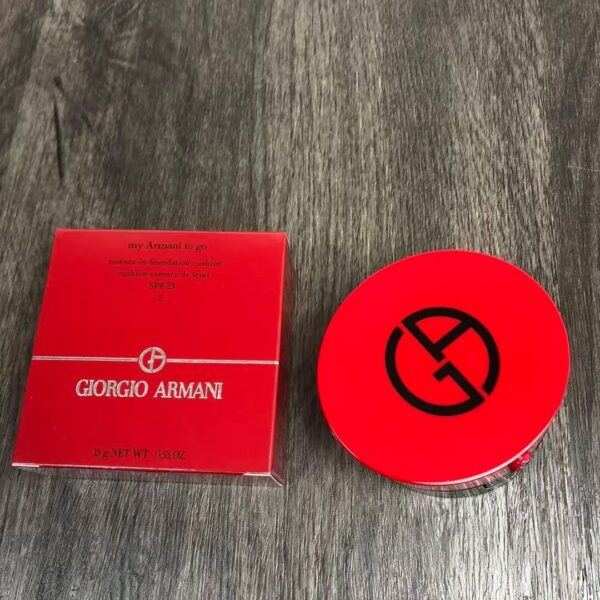 my Armani to go
essence-in-foundation cushion
cushion essence de teint
SPF 23
2
GIORGIO ARMANI
15 g NET WT. 0.53 OZ